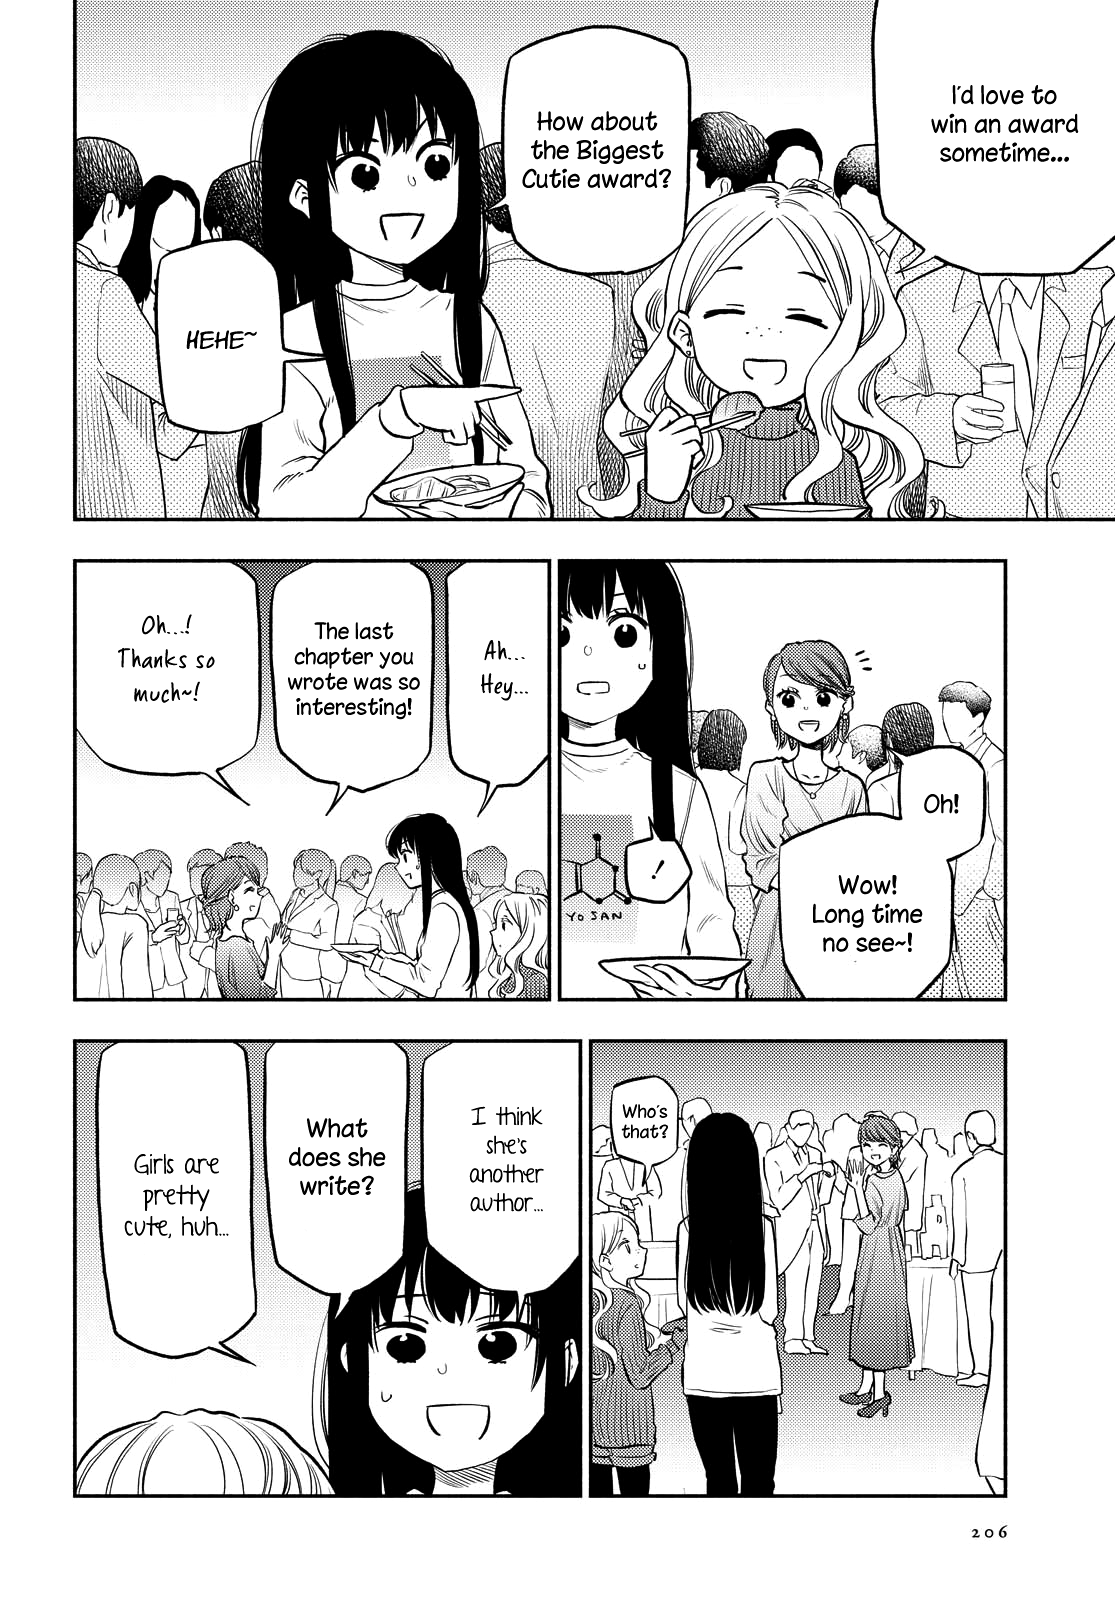 I'd love to
win an award
sometime...
How about
the Biggest
Cutie award?
HEHE~
Oh!
Wow!
Long time
no see~!
!
YO SAN
Ah...
Hey...
The last
chapter you
wrote was so
interesting!
Oh...!
Thanks so
much~!
Who's
that?
I think
she's
another
author...
What
does she
write?
Girls are
pretty
cute, huh...
206